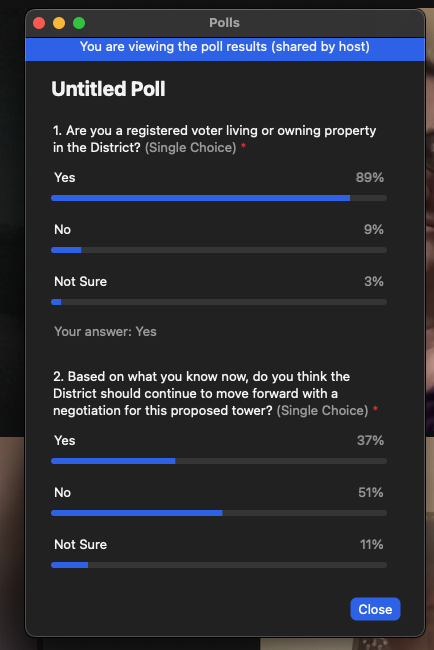 Polls
You are viewing the poll results (shared by host)
Untitled Poll
1. Are you a registered voter living or owning property
in the District? (Single Choice) *
Yes 89%
No 9%
Not Sure 3%
Your answer: Yes
2. Based on what you know now, do you think the
District should continue to move forward with a
negotiation for this proposed tower? (Single Choice) *
Yes 37%
No 51%
Not Sure 11%
Close